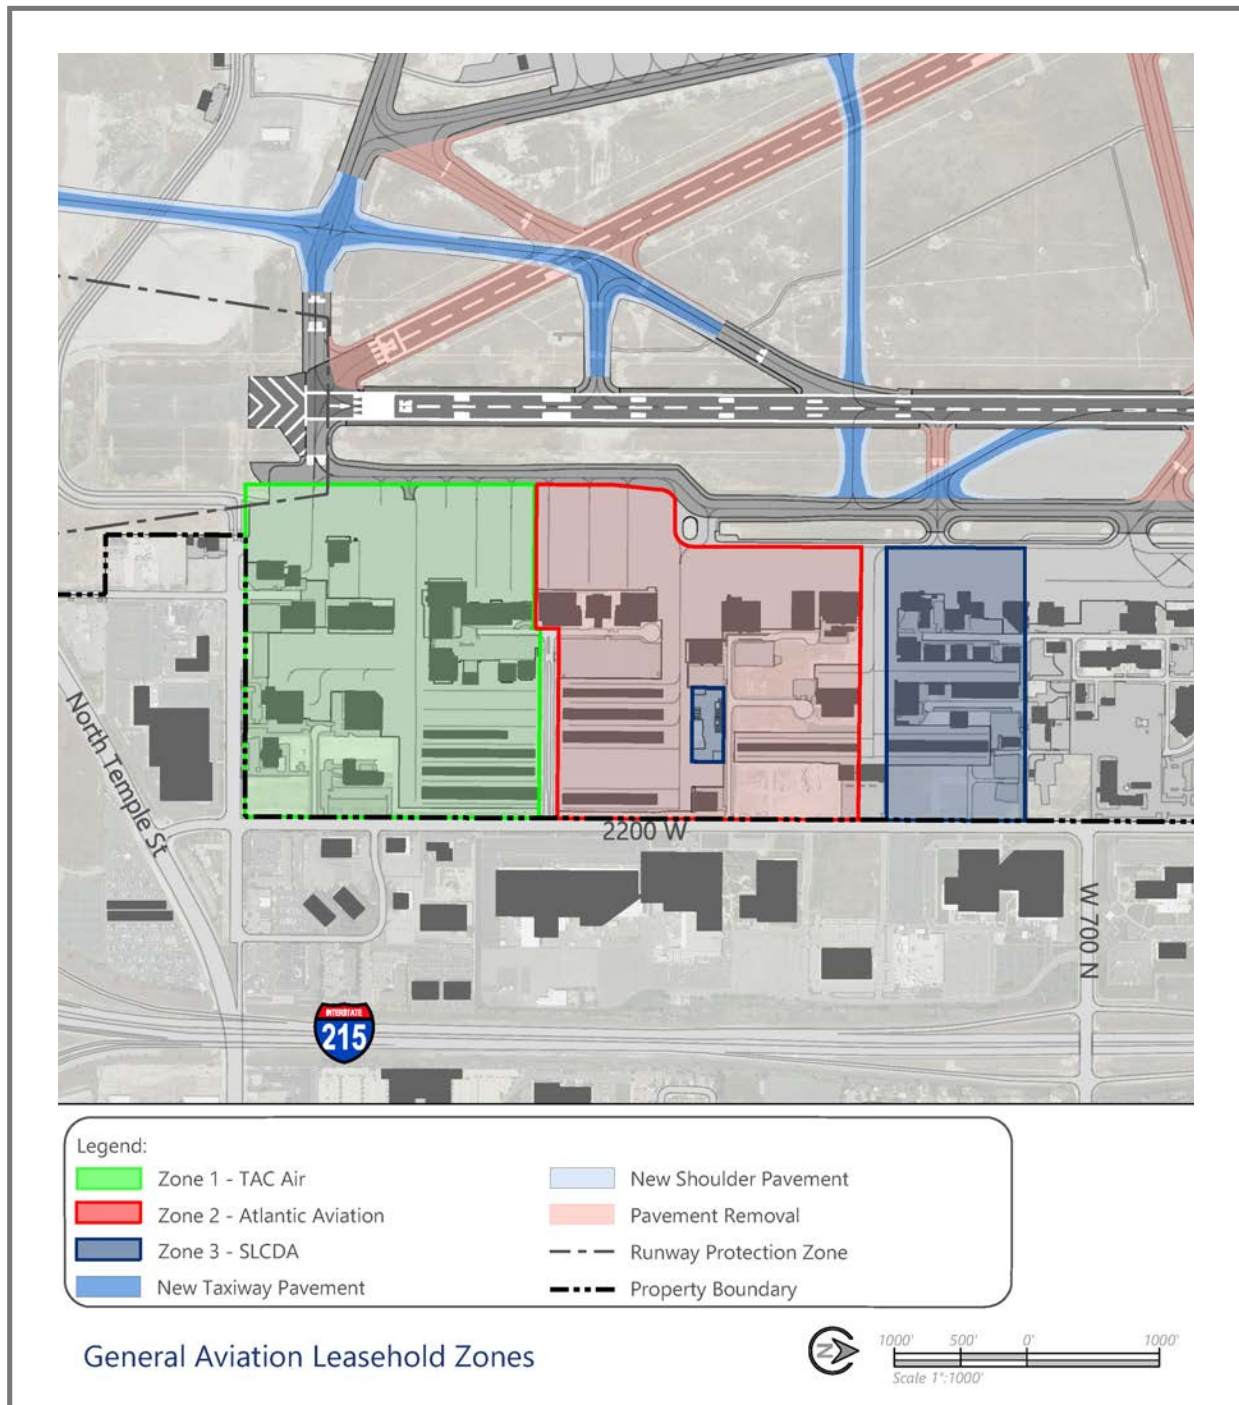 North Temple St
2200 W
W 700 N
INTERSTATE
215
Legend:
Zone 1 - TAC Air
Zone 2 - Atlantic Aviation
Zone 3 - SLCDA
New Taxiway Pavement
New Shoulder Pavement
Pavement Removal
Runway Protection Zone
Property Boundary
General Aviation Leasehold Zones
N
1000' 500' 0' 1000'
Scale 1":1000'